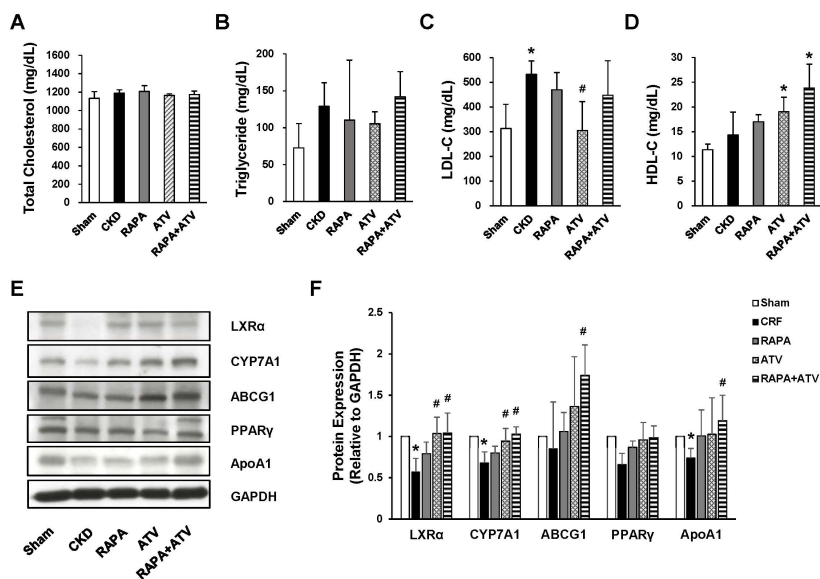 A
Total Cholesterol (mg/dL)
1400
1200
1000
800
600
400
200
0
Sham
CKD
RAPA
ATV
RAPA+ATV
B
Triglyceride (mg/dL)
200
150
100
50
0
Sham
CKD
RAPA
ATV
RAPA+ATV
C
LDL-C (mg/dL)
600
500
400
300
200
100
0
*
#
Sham
CKD
RAPA
ATV
RAPA+ATV
D
HDL-C (mg/dL)
30
25
20
15
10
5
0
*
*
Sham
CKD
RAPA
ATV
RAPA+ATV
E
LXRα
CYP7A1
ABCG1
PPARγ
ApoA1
GAPDH
Sham
CKD
RAPA
ATV
RAPA+ATV
F
Protein Expression
(Relative to GAPDH)
2.5
2
1.5
1
0.5
0
* # #
* # #
#
* #
LXRα CYP7A1 ABCG1 PPARγ ApoA1
Sham
CRF
RAPA
ATV
RAPA+ATV